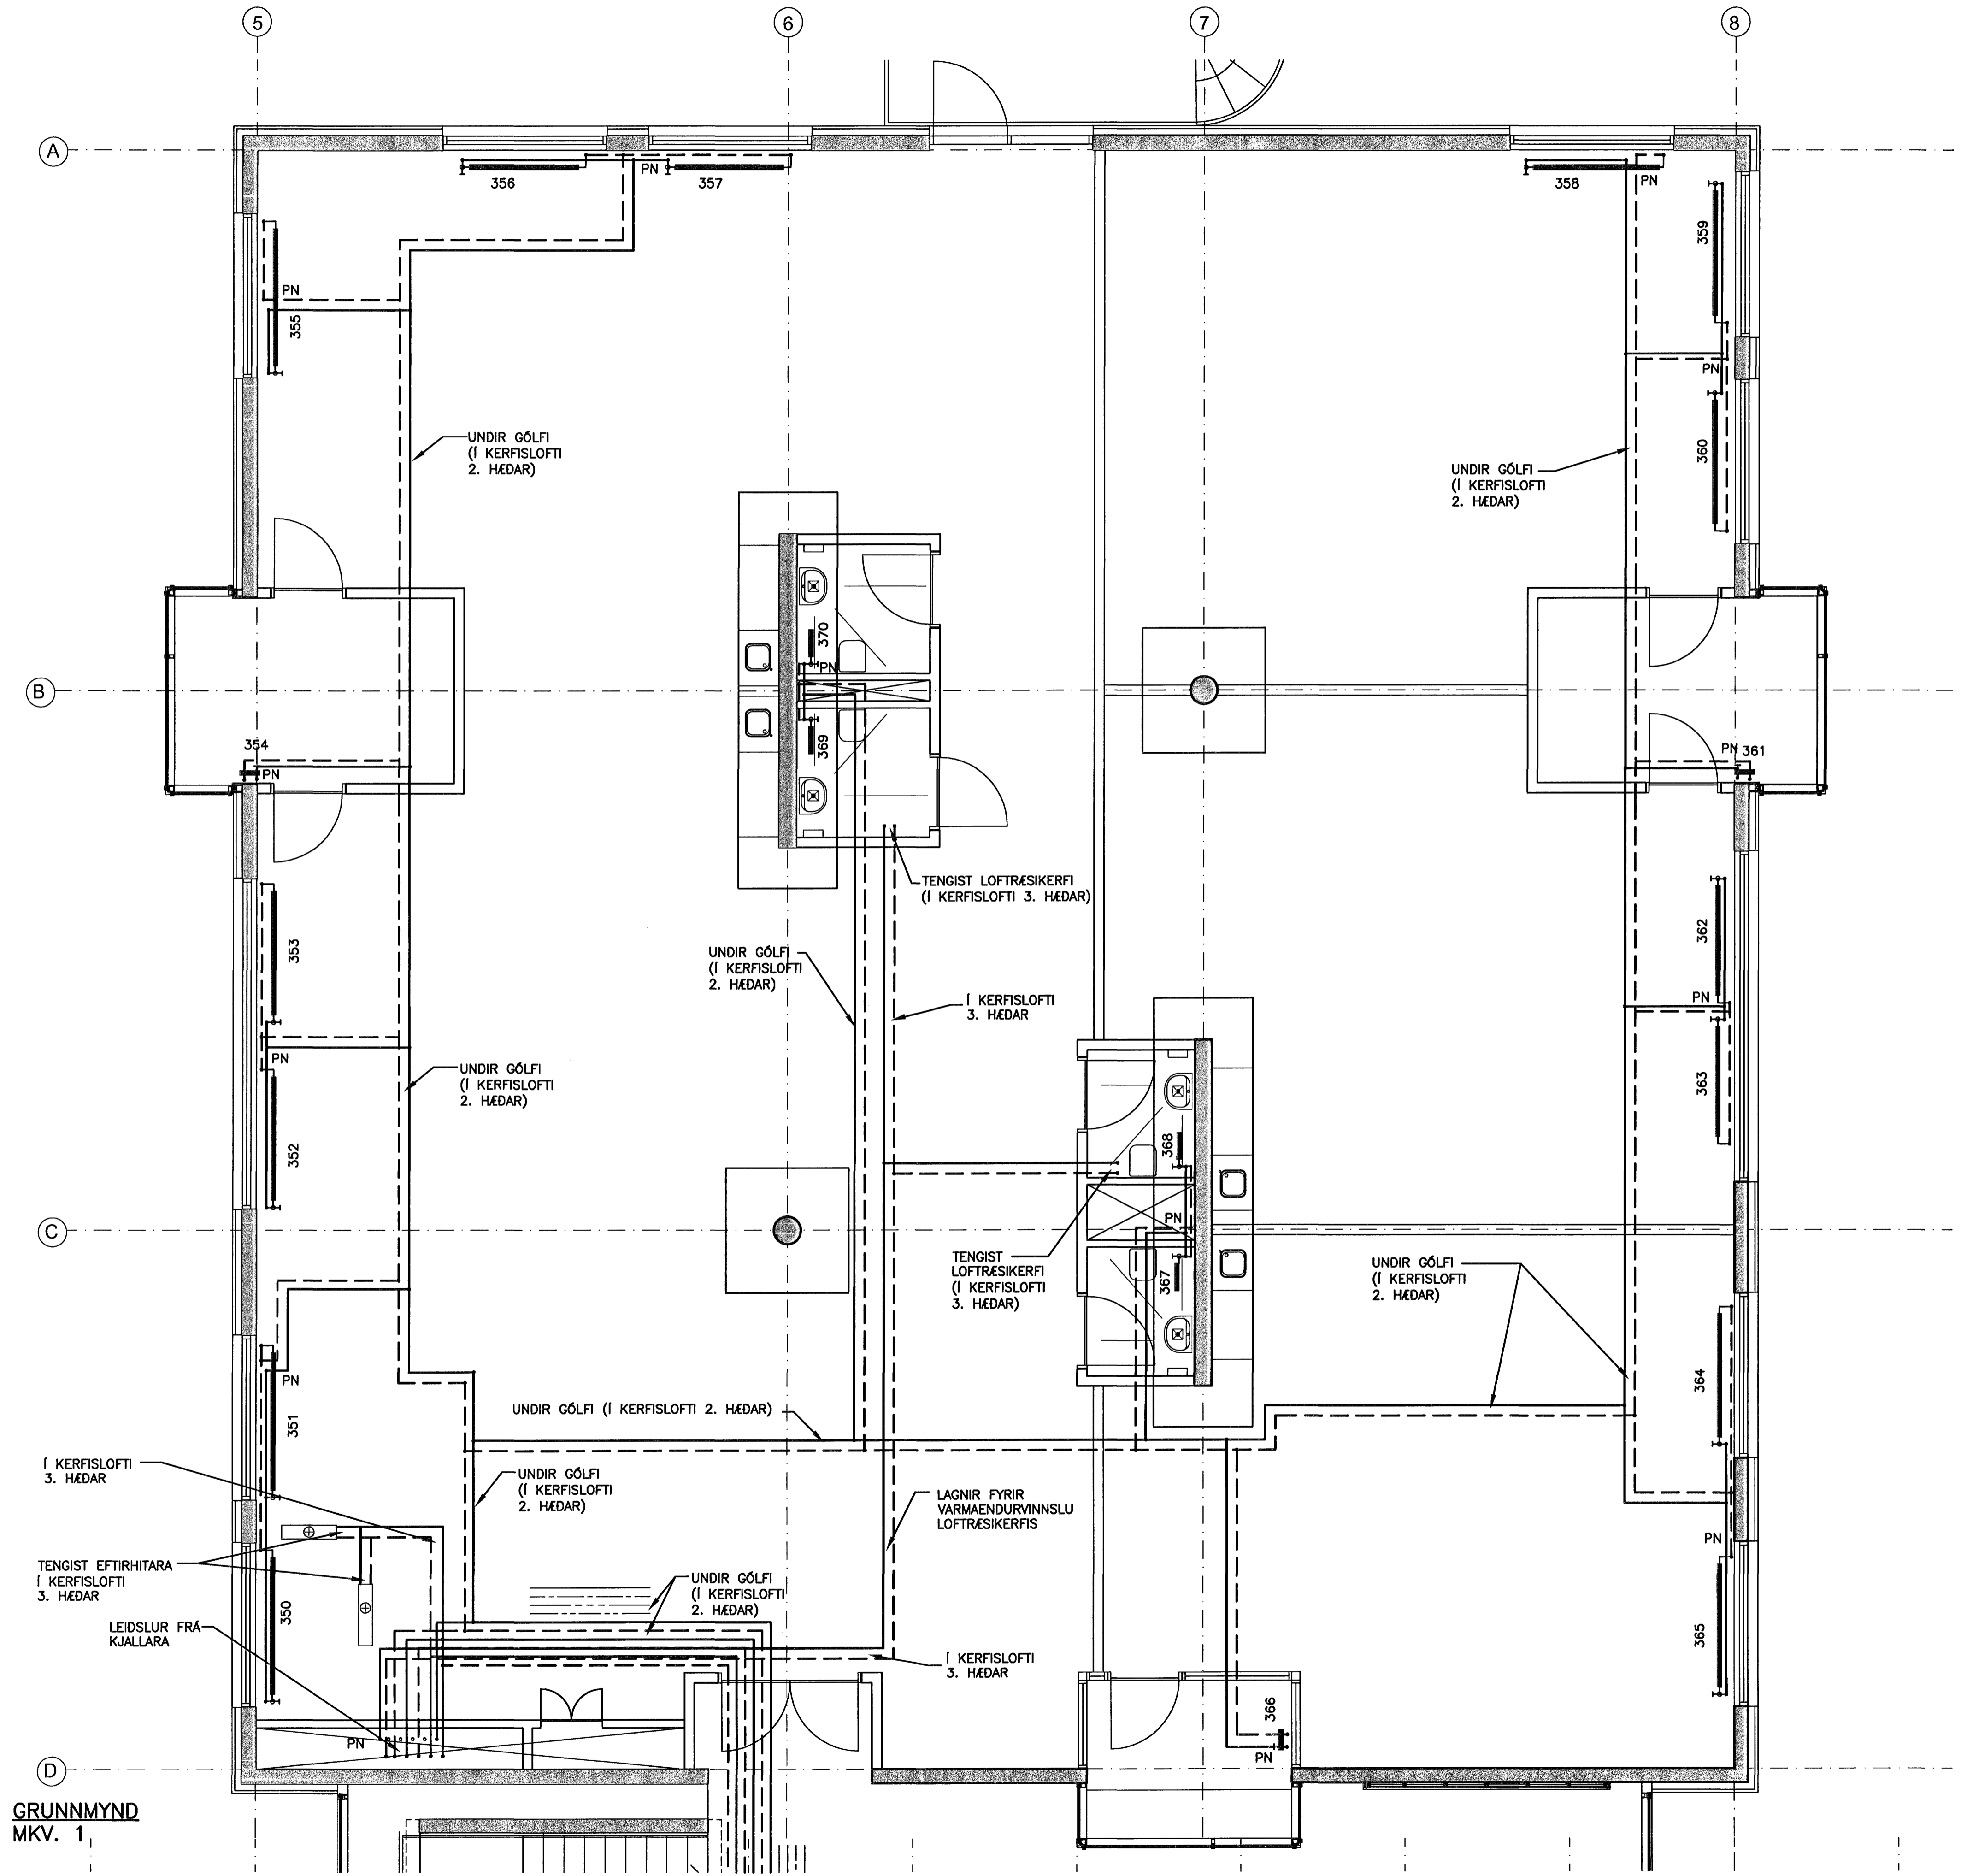 5
6
7
8
A
356
PN
357
358
PN
359
PN
355
PN
360
UNDIR GÓLFI
(Í KERFISLOFTI
2. HÆÐAR)
UNDIR GÓLFI
(Í KERFISLOFTI
2. HÆÐAR)
370
PN
B
369
354
PN
PN
361
TENGIST LOFTRÆSIKERFI
(Í KERFISLOFTI 3. HÆÐAR)
353
362
UNDIR GÓLFI
(Í KERFISLOFTI
2. HÆÐAR)
Í KERFISLOFTI
3. HÆÐAR
PN
PN
UNDIR GÓLFI
(Í KERFISLOFTI
2. HÆÐAR)
363
352
368
PN
C
TENGIST
LOFTRÆSIKERFI
(Í KERFISLOFTI
3. HÆÐAR)
367
UNDIR GÓLFI
(Í KERFISLOFTI
2. HÆÐAR)
PN
364
351
UNDIR GÓLFI (Í KERFISLOFTI 2. HÆÐAR)
Í KERFISLOFTI
3. HÆÐAR
UNDIR GÓLFI
(Í KERFISLOFTI
2. HÆÐAR)
LAGNIR FYRIR
VARMAENDURVINNSLU
LOFTRÆSIKERFIS
PN
TENGIST EFTIRHITARA
Í KERFISLOFTI
3. HÆÐAR
350
UNDIR GÓLFI
(Í KERFISLOFTI
2. HÆÐAR)
LEIÐSLUR FRÁ
KJALLARA
365
Í KERFISLOFTI
3. HÆÐAR
366
PN
PN
D
GRUNNMYND
MKV. 1